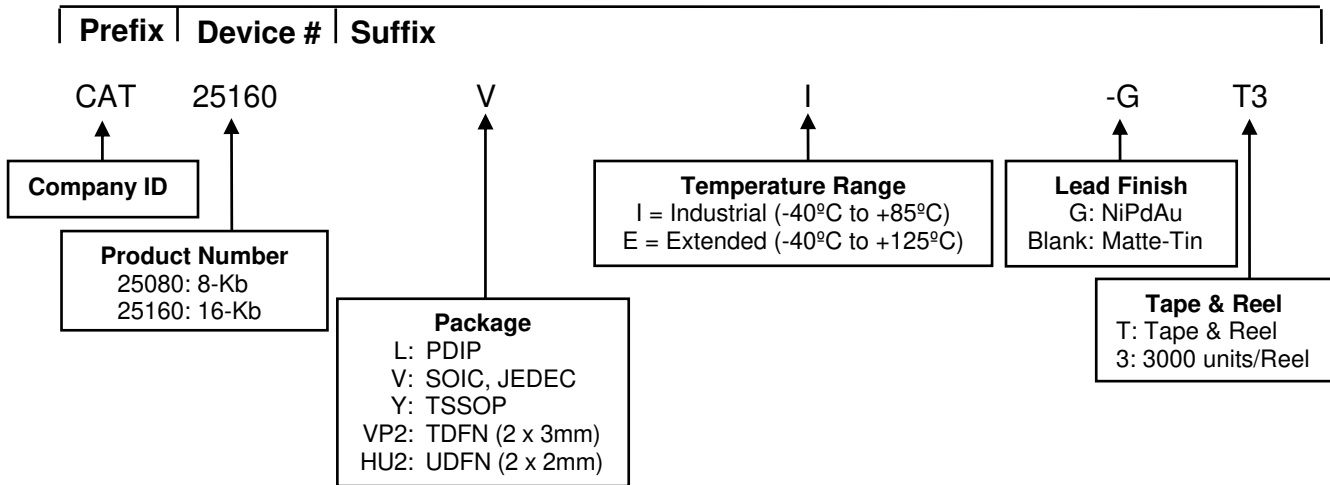 Prefix Device # Suffix
CAT 25160 V I -G T3
Company ID
Product Number
25080: 8-Kb
25160: 16-Kb
Package
L: PDIP
V: SOIC, JEDEC
Y: TSSOP
VP2: TDFN (2 x 3mm)
HU2: UDFN (2 x 2mm)
Temperature Range
I = Industrial (-40ºC to +85ºC)
E = Extended (-40ºC to +125ºC)
Lead Finish
G: NiPdAu
Blank: Matte-Tin
Tape & Reel
T: Tape & Reel
3: 3000 units/Reel